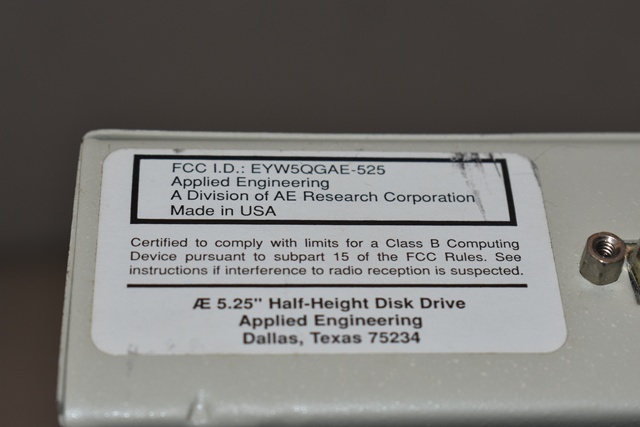 FCC I.D.: EYW5QGAE-525
Applied Engineering
A Division of AE Research Corporation
Made in USA
Certified to comply with limits for a Class B Computing
Device pursuant to subpart 15 of the FCC Rules. See
instructions if interference to radio reception is suspected.
Æ 5.25" Half-Height Disk Drive
Applied Engineering
Dallas, Texas 75234